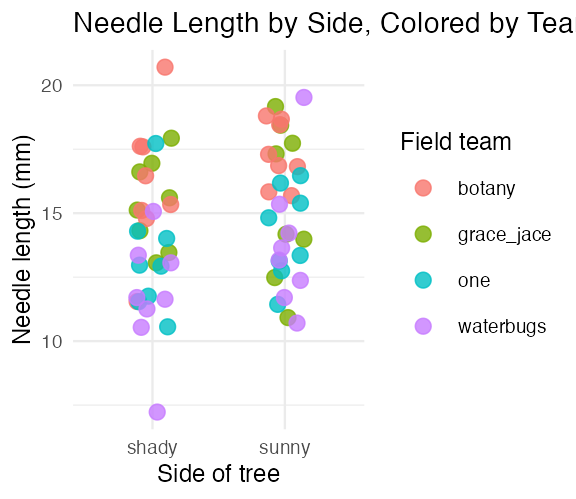 Needle Length by Side, Colored by Tea
Needle length (mm)
20
15
10
shady
sunny
Side of tree
Field team
botany
grace_jace
one
waterbugs